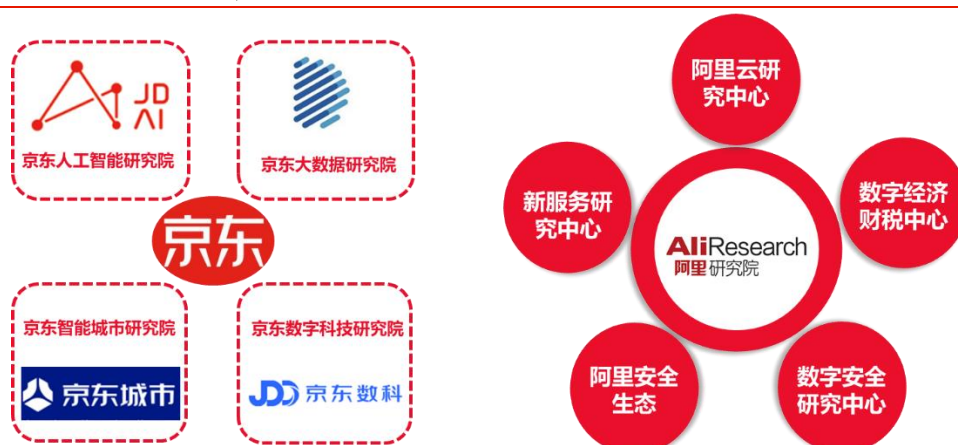 JD
AI
京东人工智能研究院
京东大数据研究院
京东
京东智能城市研究院
京东城市
京东数字科技研究院
JDD 京东数科
阿里云研
究中心
新服务研
究中心
数字经济
财税中心
AliResearch
阿里研究院
阿里安全
生态
数字安全
研究中心